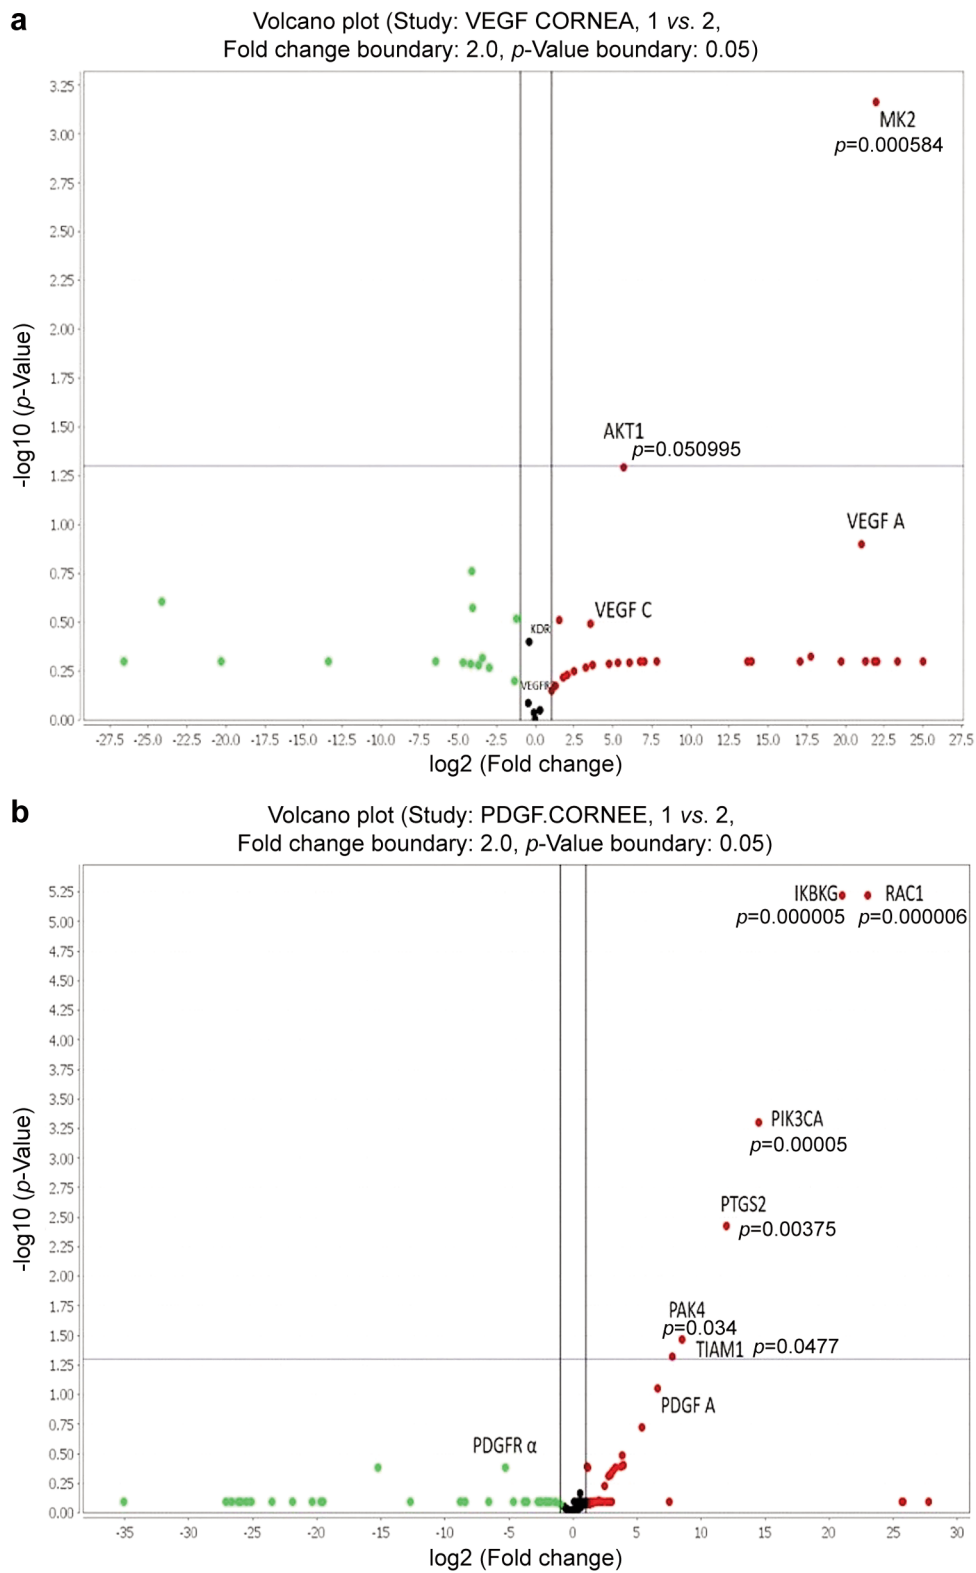 a
Volcano plot (Study: VEGF CORNEA, 1 vs. 2,
Fold change boundary: 2.0, p-Value boundary: 0.05)
-log10 (p-Value)
3.25
3.00
2.75
2.50
2.25
2.00
1.75
1.50
1.25
1.00
0.75
0.50
0.25
0.00
MK2
p=0.000584
AKT1
p=0.050995
VEGF A
VEGF C
KDR
-27.5 -25.0 -22.5 -20.0 -17.5 -15.0 -12.5 -10.0 -7.5 -5.0 -2.5 0.0 2.5 5.0 7.5 10.0 12.5 15.0 17.5 20.0 22.5 25.0 27.5
log2 (Fold change)
b
Volcano plot (Study: PDGF.CORNEE, 1 vs. 2,
Fold change boundary: 2.0, p-Value boundary: 0.05)
-log10 (p-Value)
5.25
5.00
4.75
4.50
4.25
4.00
3.75
3.50
3.25
3.00
2.75
2.50
2.25
2.00
1.75
1.50
1.25
1.00
0.75
0.50
0.25
0.00
IKBKG RAC1
p=0.000005 p=0.000006
PIK3CA
p=0.00005
PTGS2
p=0.00375
PAK4
p=0.034
TIAM1 p=0.0477
PDGF A
PDGFR α
-35 -30 -25 -20 -15 -10 -5 0 5 10 15 20 25 30
log2 (Fold change)